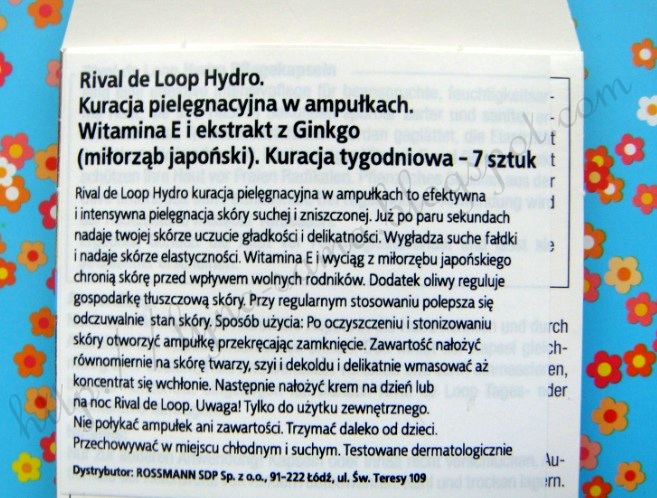 Rival de Loop Hydro.
Kuracja pielęgnacyjna w ampułkach.
Witamina E i ekstrakt z Ginkgo
(miłorząb japoński). Kuracja tygodniowa – 7 sztuk
Rival de Loop Hydro kuracja pielęgnacyjna w ampułkach to efektywna
i intensywna pielęgnacja skóry suchej i zniszczonej. Już po paru sekundach
nadaje twojej skórze uczucie gładkości i delikatności. Wygładza suche fałdki
i nadaje skórze elastyczności. Witamina E i wyciąg z miłorzębu japońskiego
chronią skórę przed wpływem wolnych rodników. Dodatek oliwy reguluje
gospodarkę tłuszczową skóry. Przy regularnym stosowaniu polepsza się
odczuwalnie stan skóry. Sposób użycia: Po oczyszczeniu i stonizowaniu
skóry otworzyć ampułkę przekręcając zamknięcie. Zawartość nałożyć
równomiernie na skórę twarzy, szyi i dekoldu i delikatnie wmasować aż
koncentrat się wchłonie. Następnie nałożyć krem na dzień lub
na noc Rival de Loop. Uwaga! Tylko do użytku zewnętrznego.
Nie połykać ampułek ani zawartości. Trzymać daleko od dzieci.
Przechowywać w miejscu chłodnym i suchym. Testowane dermatologicznie
Dystrybutor: ROSSMANN SDP Sp. z o.o., 91-222 Łódź, ul. Św. Teresy 109